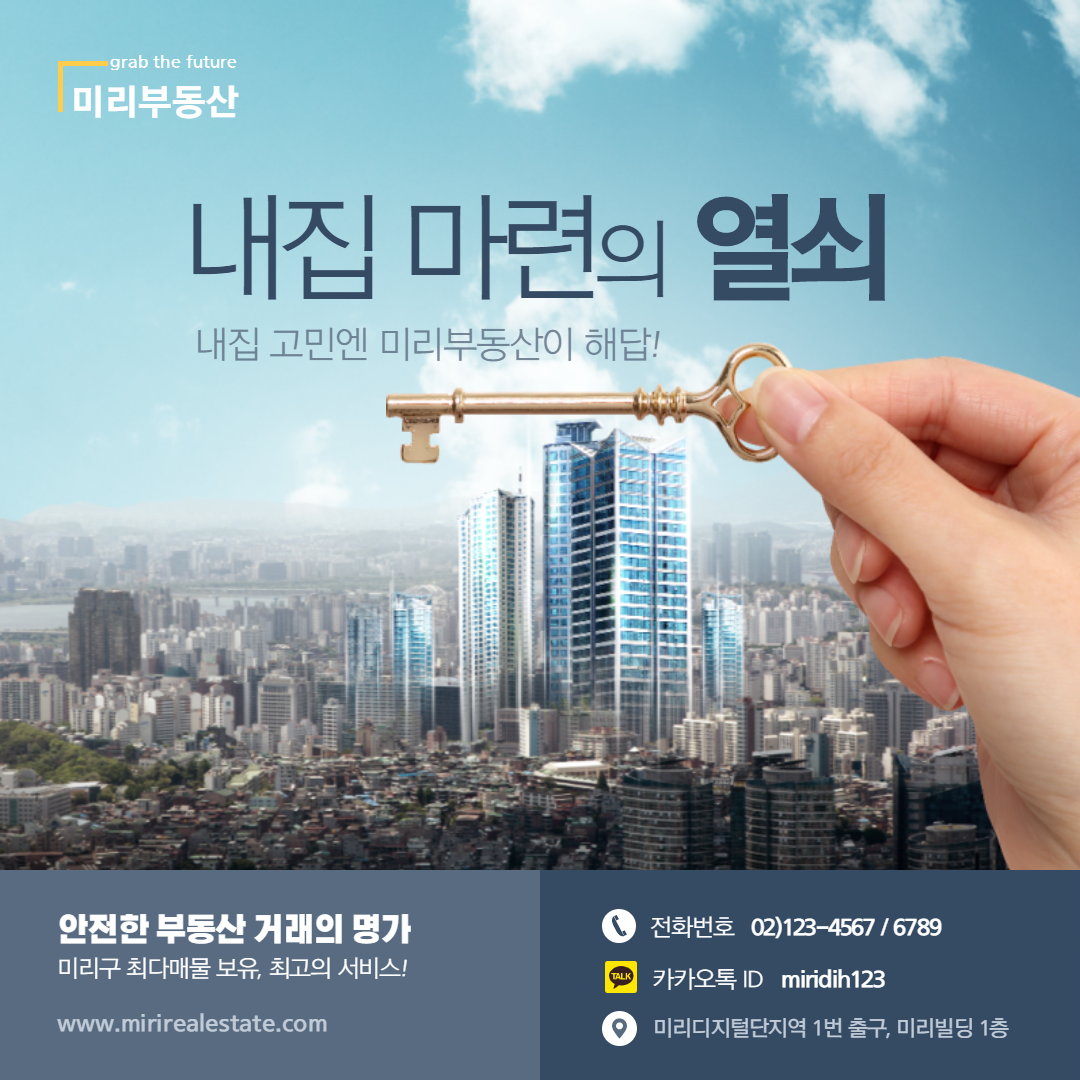 grab the future
미리부동산
내집 마련의 열쇠
내집 고민엔 미리부동산이 해답!
안전한 부동산 거래의 명가
미리구 최다매물 보유, 최고의 서비스!
www.mirirealestate.com
전화번호 02)123-4567 / 6789
TALK 카카오톡 ID miridih123
미리디지털단지역 1번 출구, 미리빌딩 1층